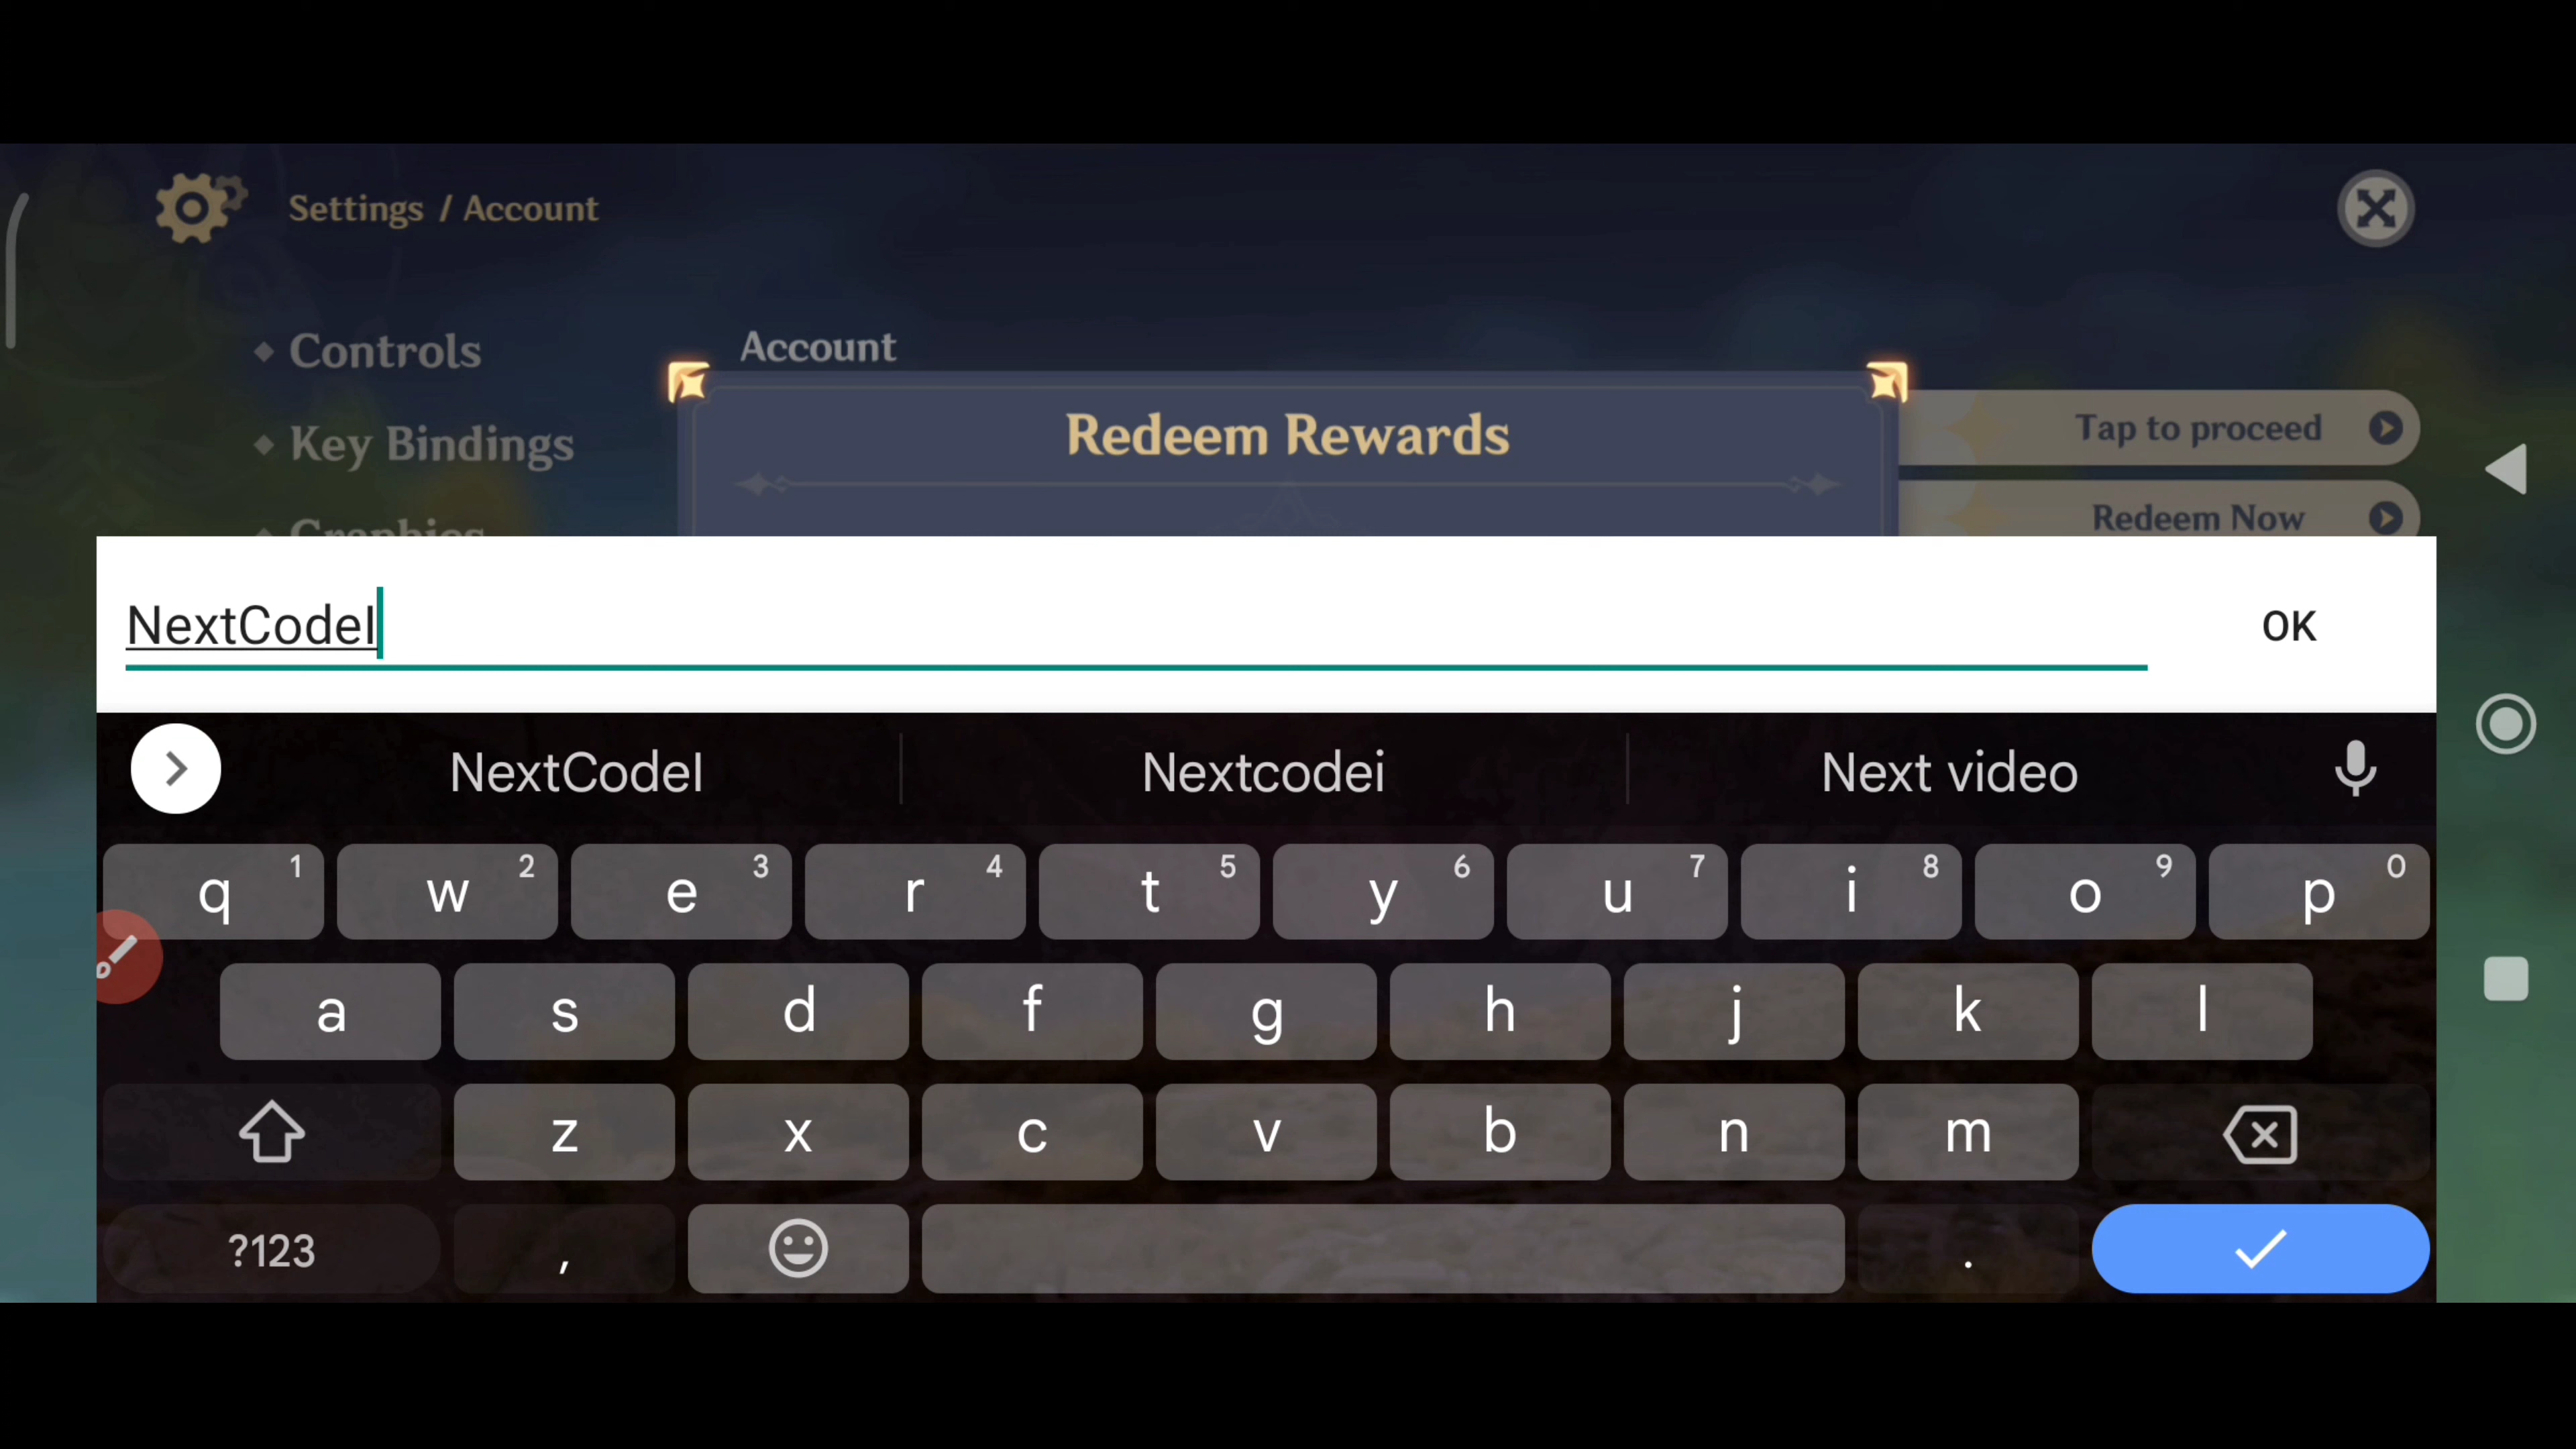 Settings / Account
Controls
Account
Key Bindings
Redeem Rewards
Tap to proceed
Graphics
Redeem Now
NextCodeI
OK
NextCodeI
Nextcodei
Next video
q 1 w 2 e 3 r 4 t 5 y 6 u 7 i 8 o 9 p 0
a s d f g h j k l
z x c v b n m
?123 , .